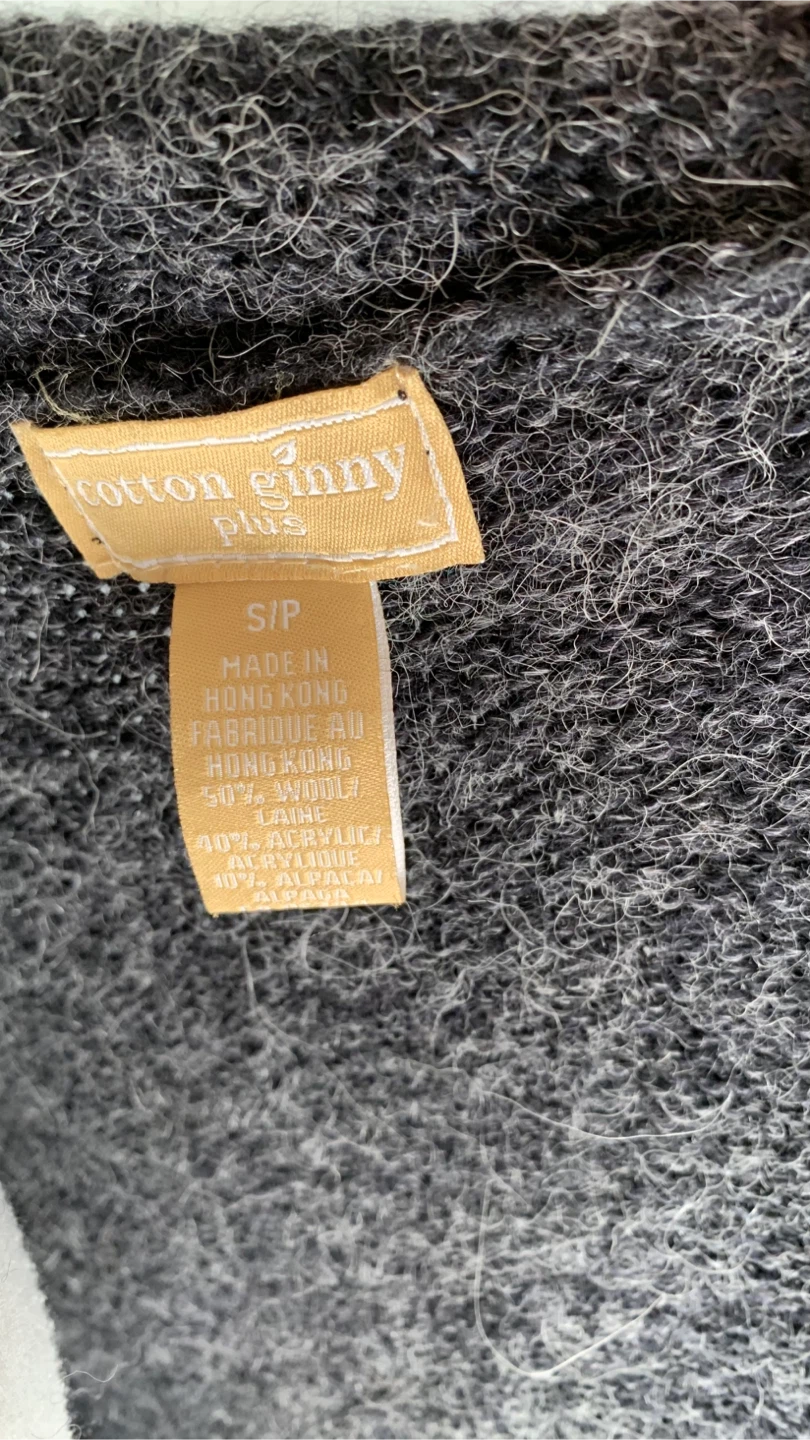 cotton ginny
plus
S/P
MADE IN
HONG KONG
FABRIQUE AU
HONG KONG
50% WOOL/
LAINE
40% ACRYLIC/
ACRYLIQUE
10% ALPACA/
ALPAGA